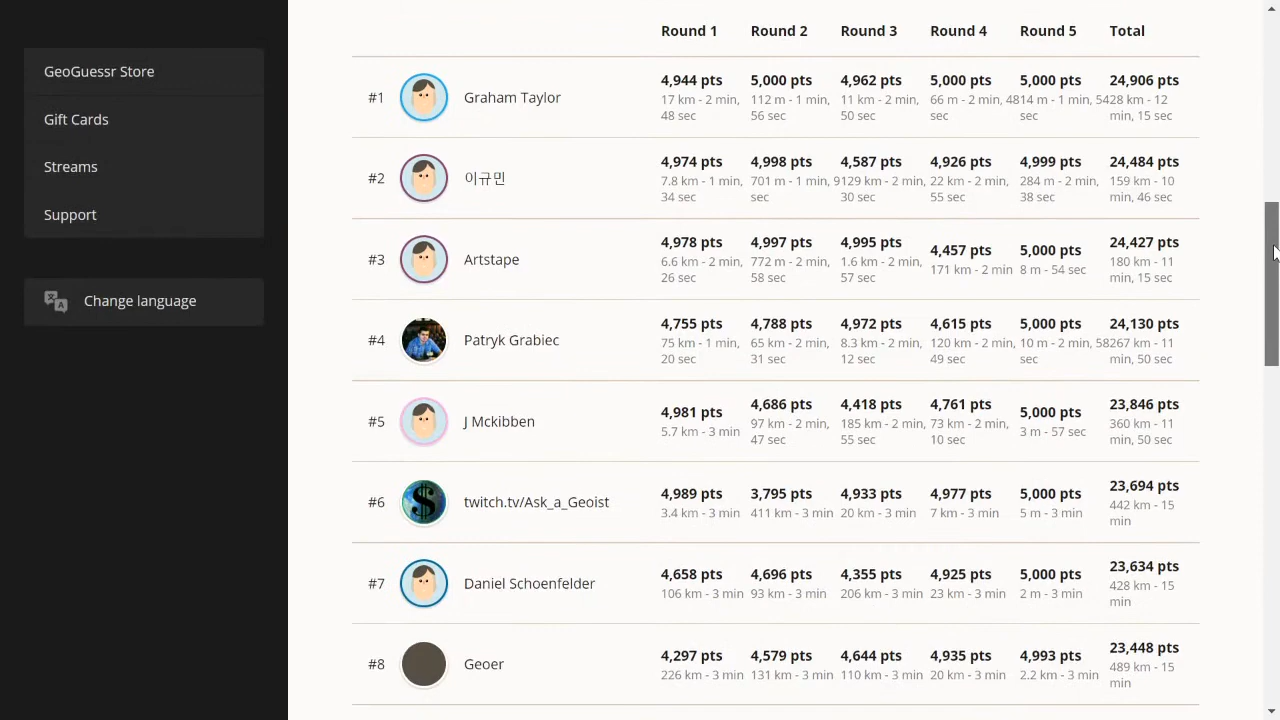 GeoGuessr Store
Gift Cards
Streams
Support
Change language
Round 1 Round 2 Round 3 Round 4 Round 5 Total
#1 Graham Taylor 4,944 pts 5,000 pts 4,962 pts 5,000 pts 5,000 pts 24,906 pts
17 km - 2 min, 112 m - 1 min, 11 km - 2 min, 66 m - 2 min, 48 14 m - 1 min, 54 28 km - 12
48 sec 56 sec 50 sec sec sec min, 15 sec
#2 이규민 4,974 pts 4,998 pts 4,587 pts 4,926 pts 4,999 pts 24,484 pts
7.8 km - 1 min, 701 m - 1 min, 9 129 km - 2 min, 22 km - 2 min, 284 m - 2 min, 159 km - 10
34 sec sec 30 sec 55 sec 38 sec min, 46 sec
#3 Artstape 4,978 pts 4,997 pts 4,995 pts 4,457 pts 5,000 pts 24,427 pts
6.6 km - 2 min, 772 m - 2 min, 1.6 km - 2 min, 171 km - 2 min 8 m - 54 sec 180 km - 11
26 sec 58 sec 57 sec min, 15 sec
#4 Patryk Grabiec 4,755 pts 4,788 pts 4,972 pts 4,615 pts 5,000 pts 24,130 pts
75 km - 1 min, 65 km - 2 min, 8.3 km - 2 min, 120 km - 2 min, 10 m - 2 min, 58 267 km - 11
20 sec 31 sec 12 sec 49 sec sec min, 50 sec
#5 J Mckibben 4,981 pts 4,686 pts 4,418 pts 4,761 pts 5,000 pts 23,846 pts
5.7 km - 3 min 97 km - 2 min, 185 km - 2 min, 73 km - 2 min, 3 m - 57 sec 360 km - 11
47 sec 55 sec 10 sec min, 50 sec
#6 twitch.tv/Ask_a_Geoist 4,989 pts 3,795 pts 4,933 pts 4,977 pts 5,000 pts 23,694 pts
3.4 km - 3 min 411 km - 3 min 20 km - 3 min 7 km - 3 min 5 m - 3 min 442 km - 15
min
#7 Daniel Schoenfelder 4,658 pts 4,696 pts 4,355 pts 4,925 pts 5,000 pts 23,634 pts
106 km - 3 min 93 km - 3 min 206 km - 3 min 23 km - 3 min 2 m - 3 min 428 km - 15
min
#8 Geoer 4,297 pts 4,579 pts 4,644 pts 4,935 pts 4,993 pts 23,448 pts
226 km - 3 min 131 km - 3 min 110 km - 3 min 20 km - 3 min 2.2 km - 3 min 489 km - 15
min